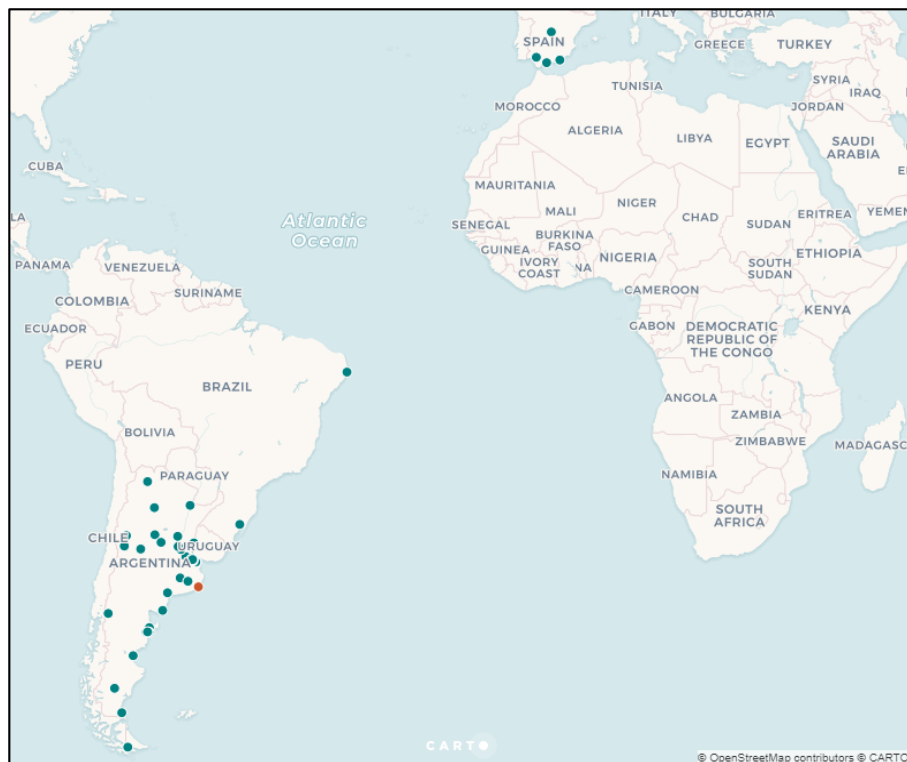 ITALY
BULGARIA
SPAIN
GREECE
TURKEY
SYRIA
IRAQ
TUNISIA
MOROCCO
JORDAN
ALGERIA
LIBYA
EGYPT
SAUDI
ARABIA
CUBA
MAURITANIA
MALI
NIGER
CHAD
SUDAN
ERITREA
YEMEN
Atlantic
Ocean
SENEGAL
GUINEA
BURKINA
FASO
IVORY
COAST
NA
NIGERIA
SOUTH
SUDAN
ETHIOPIA
LA
PANAMA
VENEZUELA
SURINAME
COLOMBIA
CAMEROON
KENYA
ECUADOR
GABON
DEMOCRATIC
REPUBLIC OF
THE CONGO
PERU
BRAZIL
ANGOLA
ZAMBIA
BOLIVIA
ZIMBABWE
MADAGASC
PARAGUAY
NAMIBIA
SOUTH
AFRICA
CHILE
URUGUAY
ARGENTINA
CARTO
© OpenStreetMap contributors © CARTO